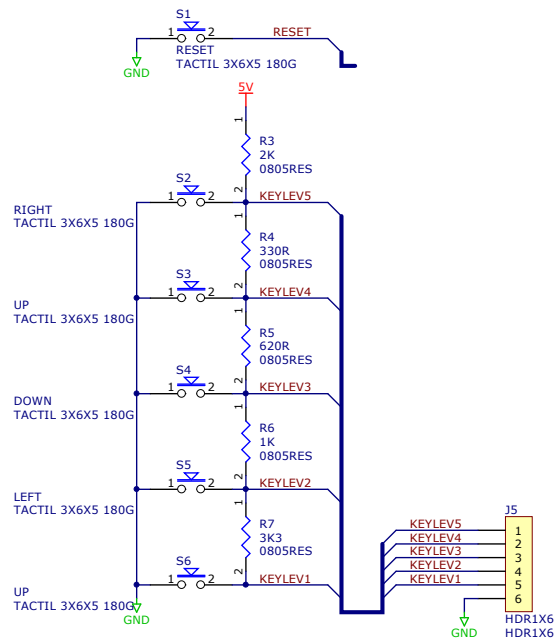 S1
1 2
RESET
RESET
TACTIL 3X6X5 180G
GND
5V
1
R3
2K
0805RES
2
S2
1 2
KEYLEV5
RIGHT
TACTIL 3X6X5 180G
1
R4
330R
0805RES
2
S3
1 2
KEYLEV4
UP
TACTIL 3X6X5 180G
1
R5
620R
0805RES
2
S4
1 2
KEYLEV3
DOWN
TACTIL 3X6X5 180G
1
R6
1K
0805RES
2
S5
1 2
KEYLEV2
LEFT
TACTIL 3X6X5 180G
1
R7
3K3
0805RES
2
S6
1 2
KEYLEV1
UP
TACTIL 3X6X5 180G
GND
J5
KEYLEV5 1
KEYLEV4 2
KEYLEV3 3
KEYLEV2 4
KEYLEV1 5
6
GND
HDR1X6
HDR1X6